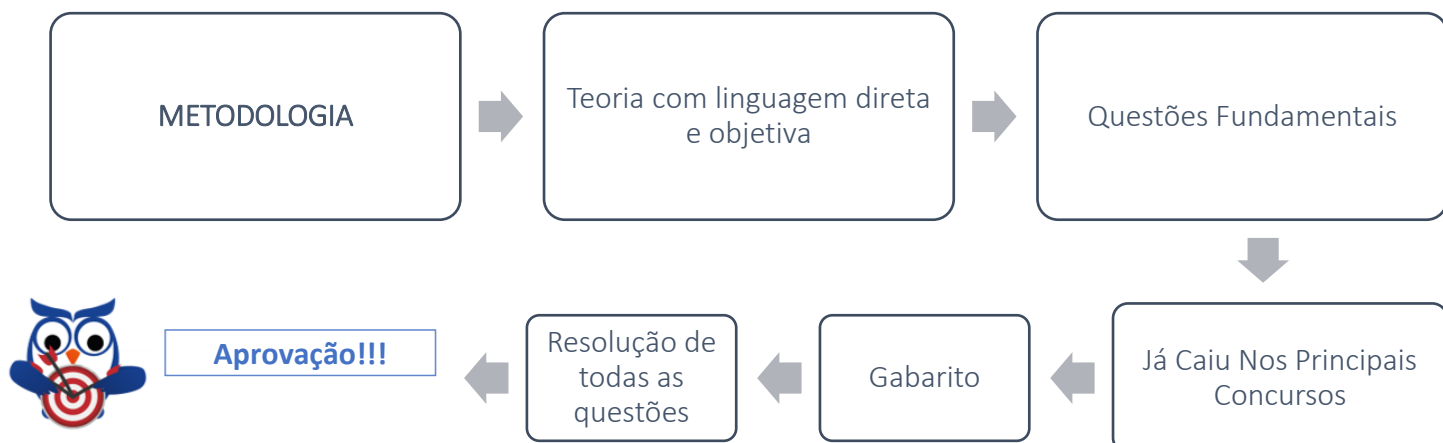 METODOLOGIA
Teoria com linguagem direta
e objetiva
Questões Fundamentais
Já Caiu Nos Principais
Concursos
Gabarito
Resolução de
todas as
questões
Aprovação!!!